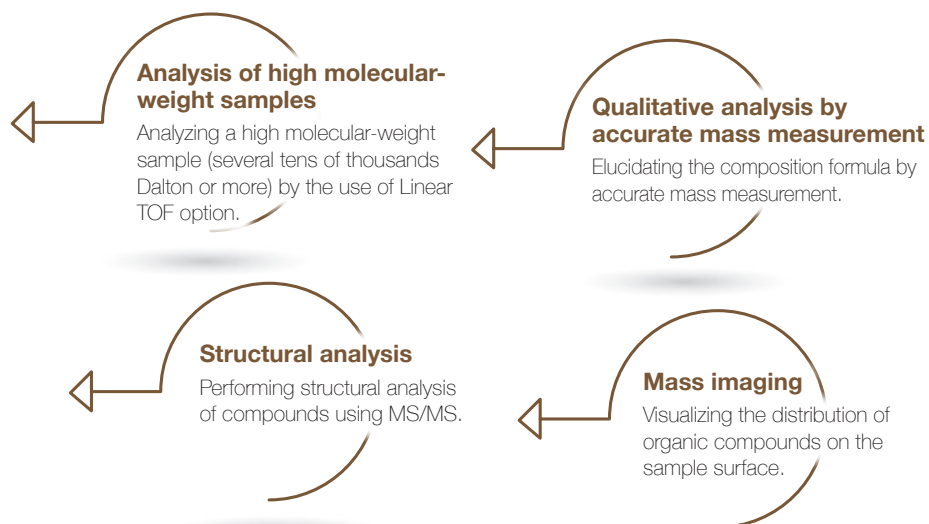 Analysis of high molecular-
weight samples
Analyzing a high molecular-weight
sample (several tens of thousands
Dalton or more) by the use of Linear
TOF option.
Qualitative analysis by
accurate mass measurement
Elucidating the composition formula by
accurate mass measurement.
Structural analysis
Performing structural analysis
of compounds using MS/MS.
Mass imaging
Visualizing the distribution of
organic compounds on the
sample surface.